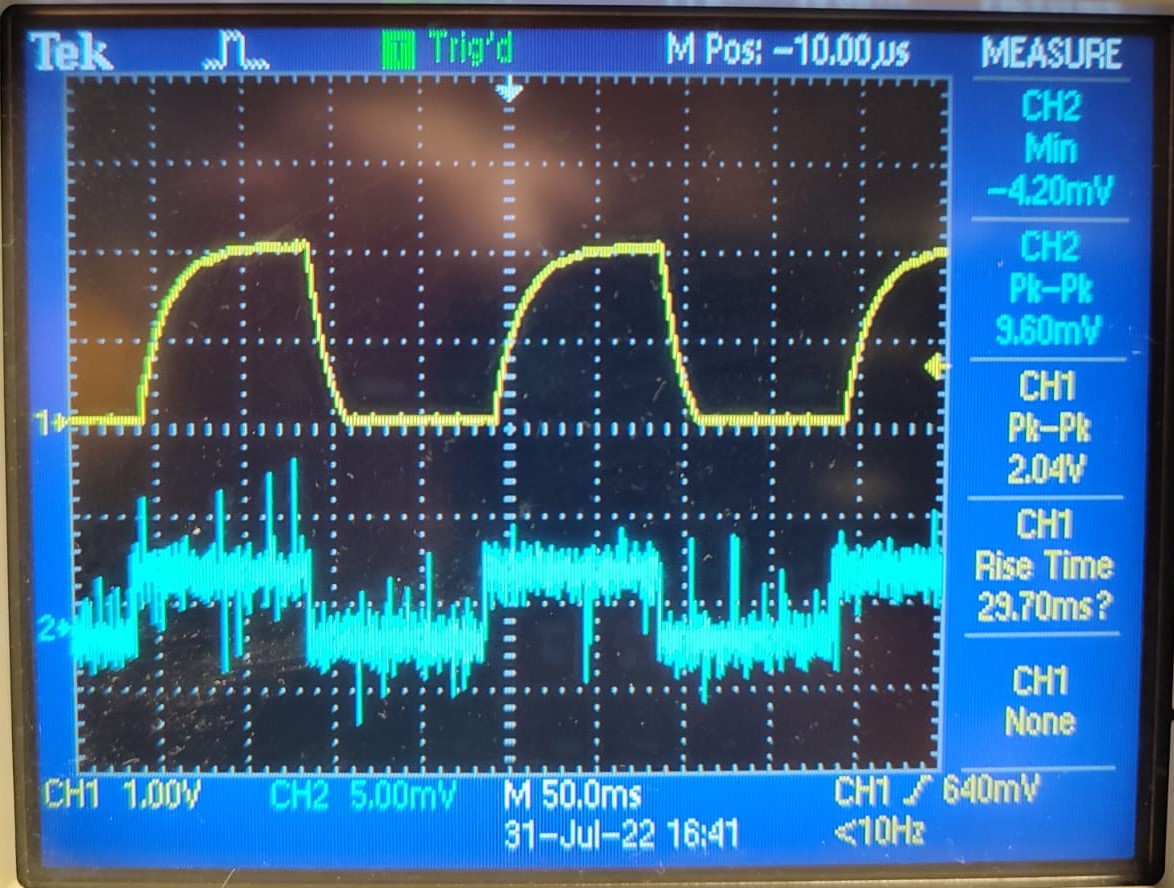 Tek Trig'd M Pos: -10.00µs MEASURE
CH2
Min
-4.20mV
CH2
Pk-Pk
9.60mV
CH1
Pk-Pk
2.04V
CH1
Rise Time
29.70ms?
CH1
None
1
2
CH1 1.00V CH2 5.00mV M 50.0ms CH1 640mV
31-Jul-22 16:41 <10Hz